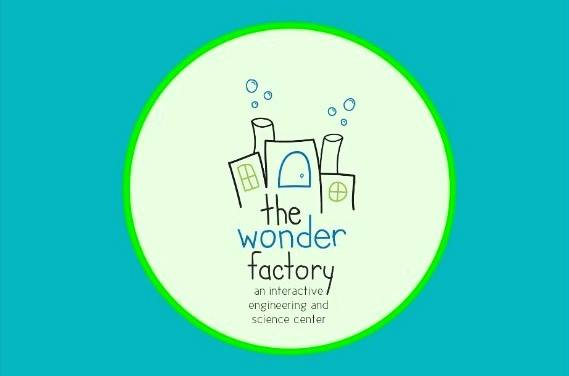 the
wonder
factory
an interactive
engineering and
science center